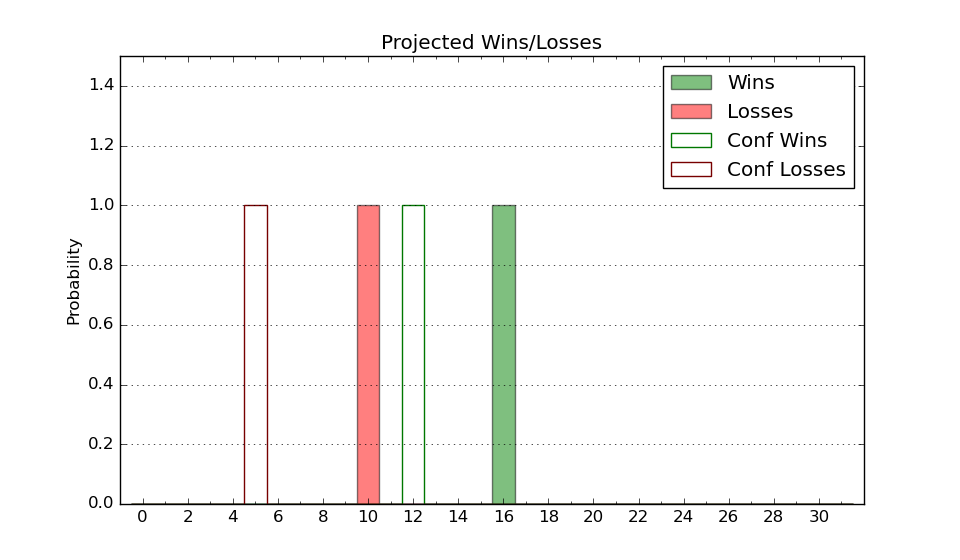 Projected Wins/Losses
Wins
Losses
Conf Wins
Conf Losses
Probability
1.4
1.2
1.0
0.8
0.6
0.4
0.2
0.0
0 2 4 6 8 10 12 14 16 18 20 22 24 26 28 30